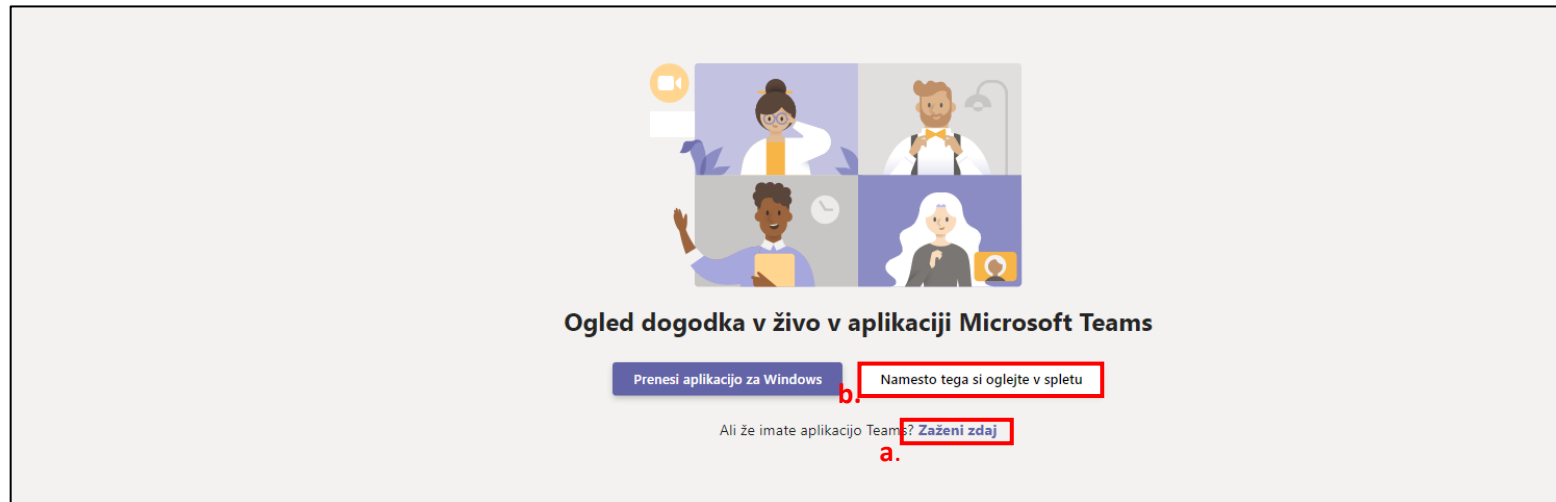 Ogled dogodka v živo v aplikaciji Microsoft Teams
Prenesi aplikacijo za Windows
b.
Namesto tega si oglejte v spletu
Ali že imate aplikacijo Teams? Zaženi zdaj
a.